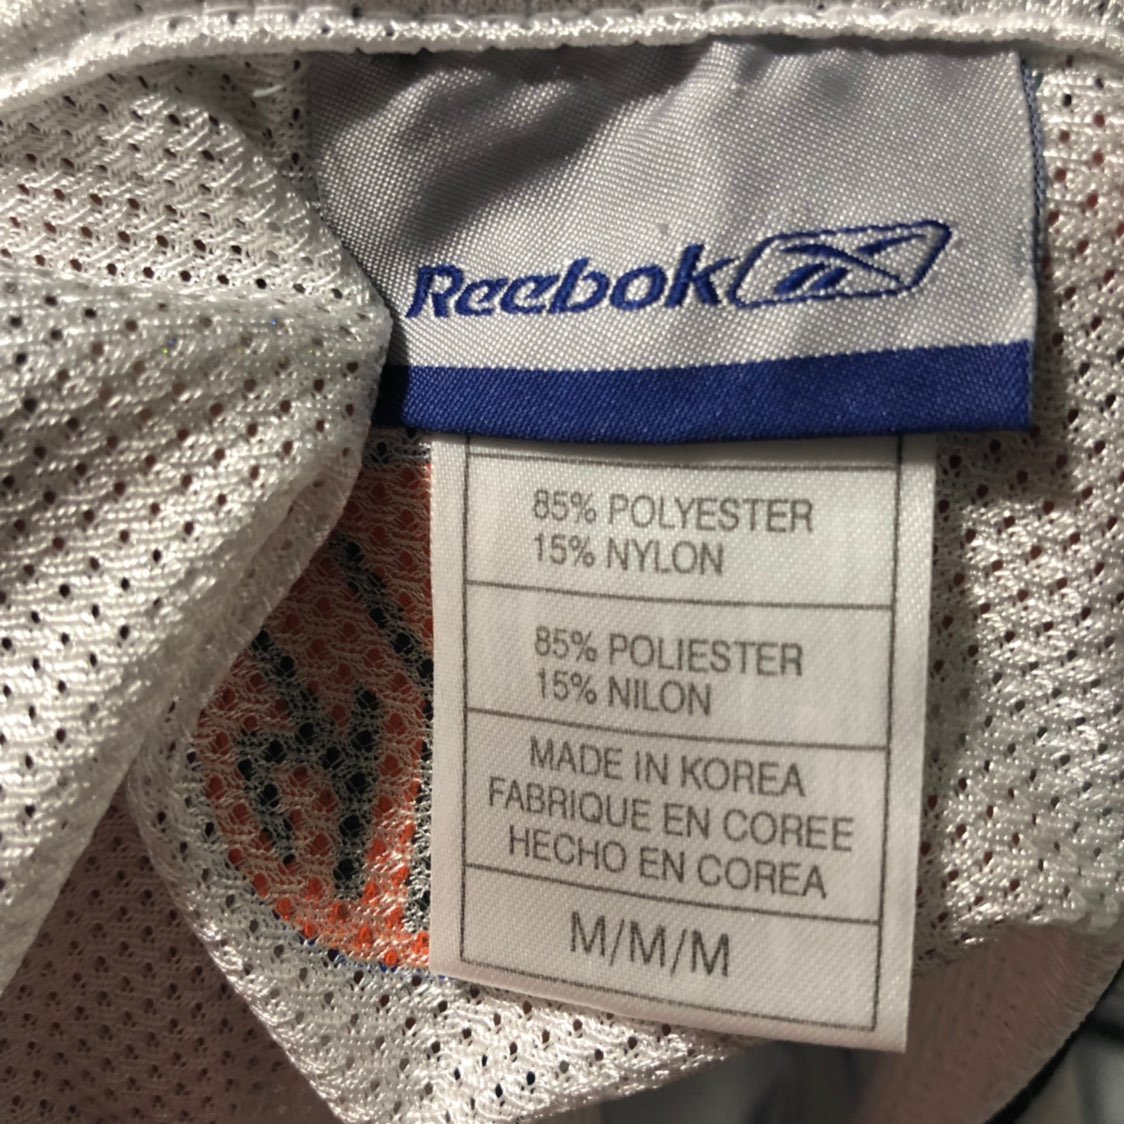 Reebok
85% POLYESTER
15% NYLON
85% POLIESTER
15% NILON
MADE IN KOREA
FABRIQUE EN COREE
HECHO EN COREA
M/M/M